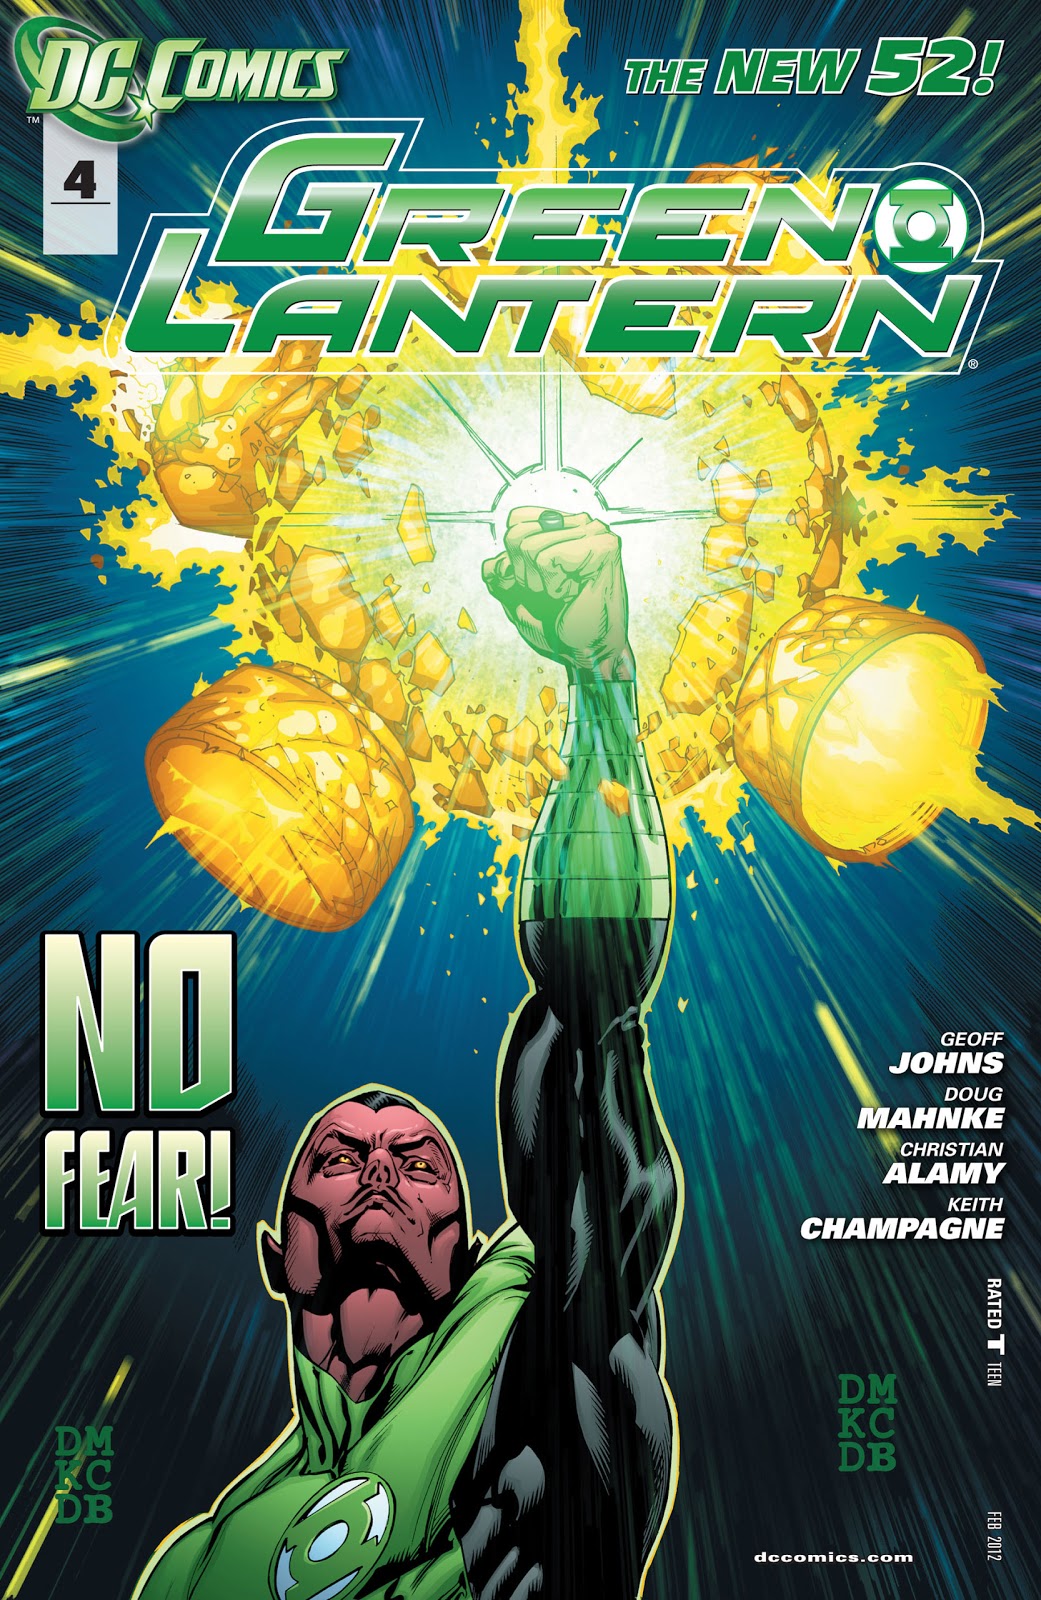 DC COMICS
TM
THE NEW 52!
4
GREEN
LANTERN
®
NO
FEAR!
GEOFF
JOHNS
DOUG
MAHNKE
CHRISTIAN
ALAMY
KEITH
CHAMPAGNE
RATED T TEEN
DM
KC
DB
DM
KC
DB
FEB 2012
dccomics.com